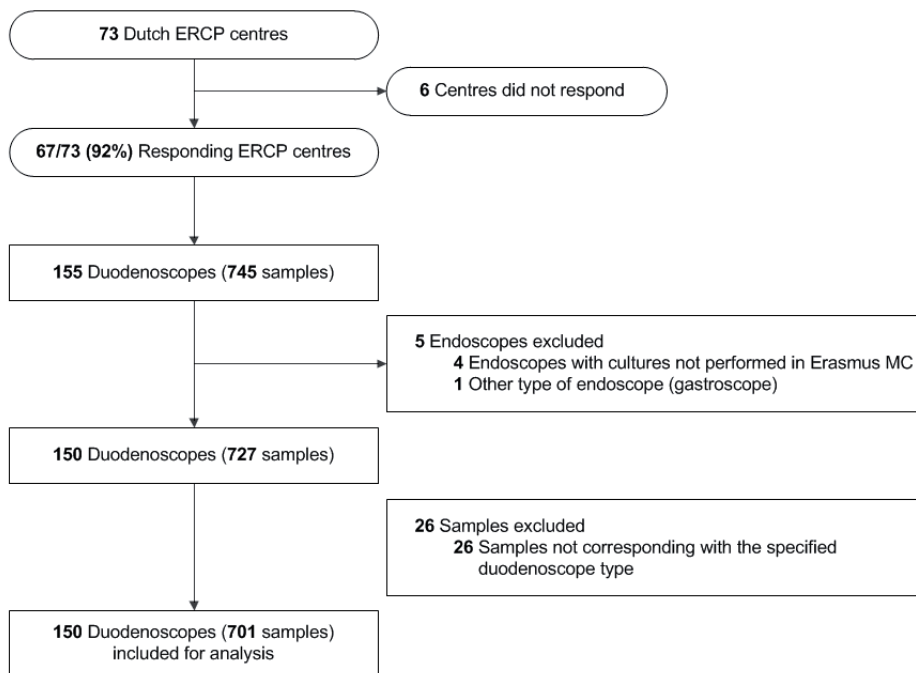 73 Dutch ERCP centres
6 Centres did not respond
67/73 (92%) Responding ERCP centres
155 Duodenoscopes (745 samples)
5 Endoscopes excluded
4 Endoscopes with cultures not performed in Erasmus MC
1 Other type of endoscope (gastroscope)
150 Duodenoscopes (727 samples)
26 Samples excluded
26 Samples not corresponding with the specified
duodenoscope type
150 Duodenoscopes (701 samples)
included for analysis